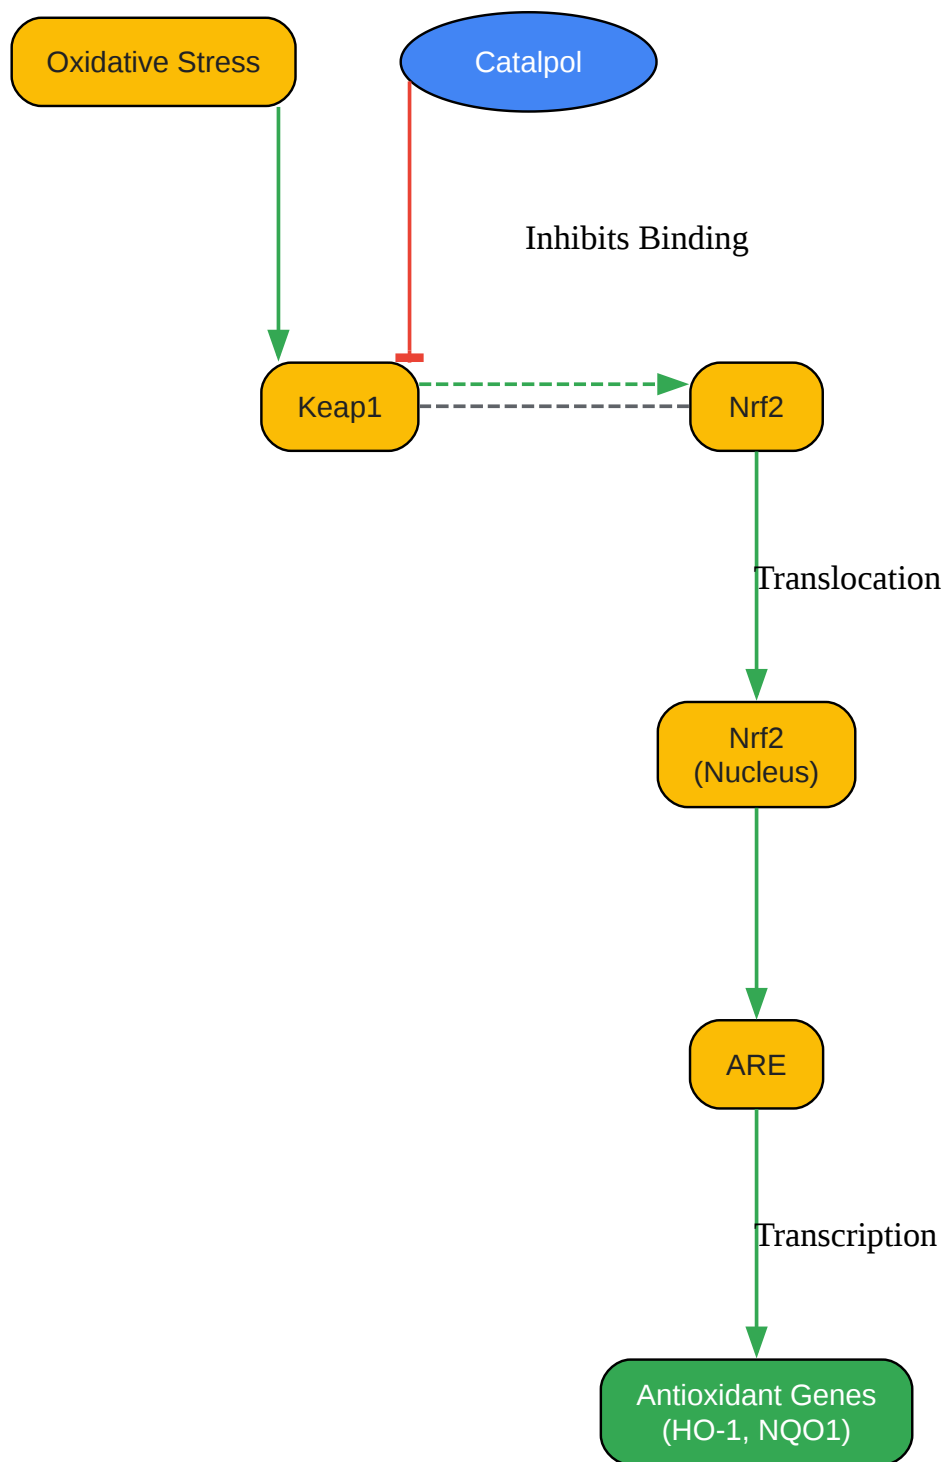 Oxidative Stress
Catalpol
Inhibits Binding
Keap1
Nrf2
Translocation
Nrf2
(Nucleus)
ARE
Transcription
Antioxidant Genes
(HO-1, NQO1)